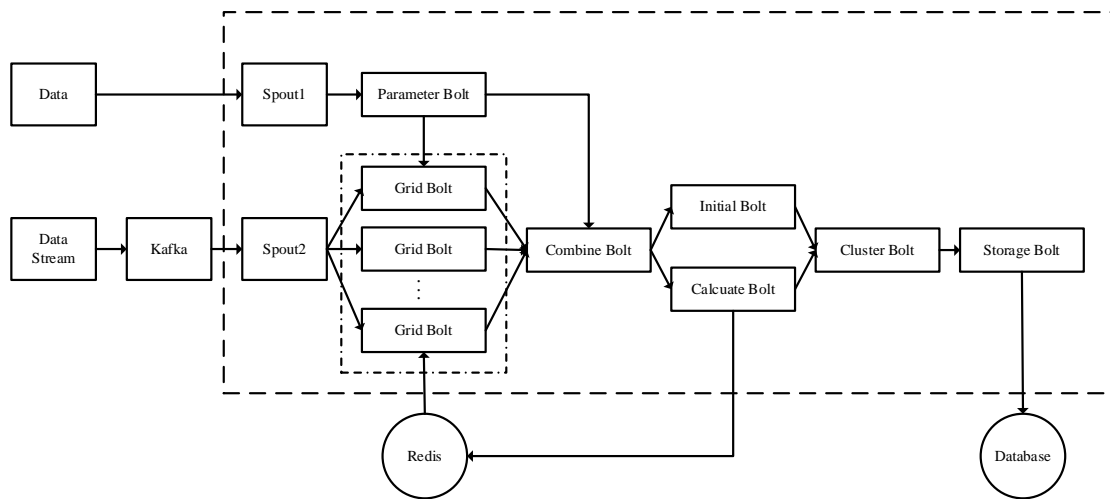 Data
Spout1
Parameter Bolt
Grid Bolt
Data
Stream
Kafka
Spout2
Grid Bolt
...
Grid Bolt
Combine Bolt
Initial Bolt
Calcuate Bolt
Cluster Bolt
Storage Bolt
Redis
Database